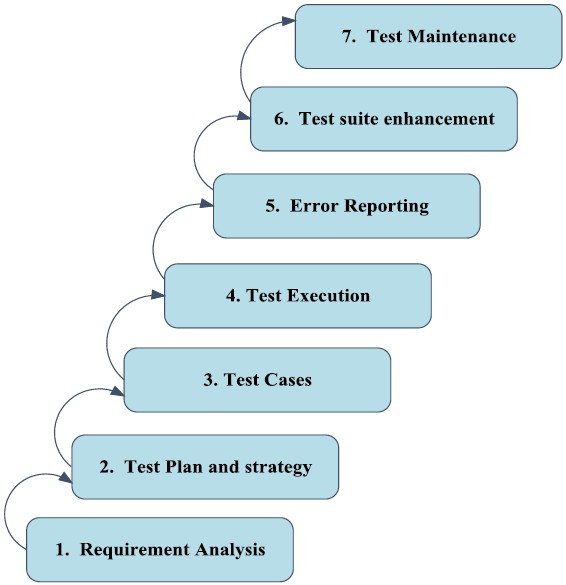 7. Test Maintenance
6. Test suite enhancement
5. Error Reporting
4. Test Execution
3. Test Cases
2. Test Plan and strategy
1. Requirement Analysis